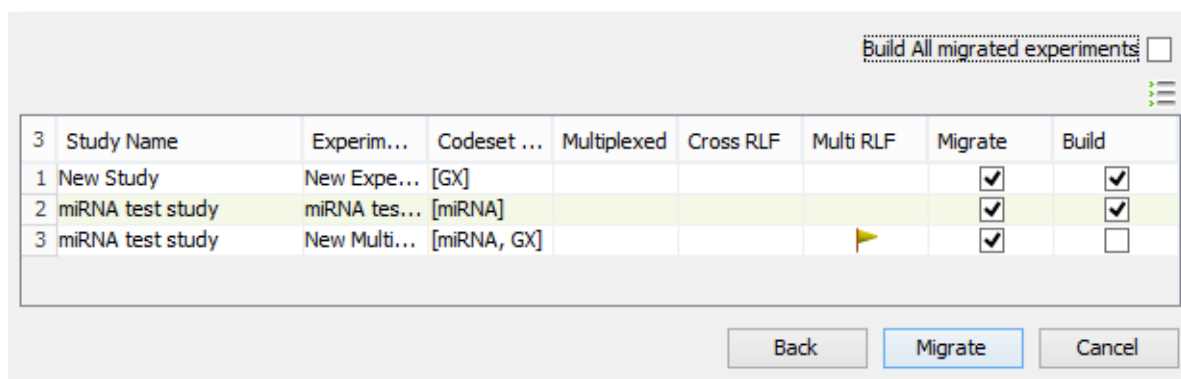 Build All migrated experiments
3 Study Name Experim... Codeset ... Multiplexed Cross RLF Multi RLF Migrate Build
1 New Study New Expe... [GX]
2 miRNA test study miRNA tes... [miRNA]
3 miRNA test study New Multi... [miRNA, GX]
Back Migrate Cancel